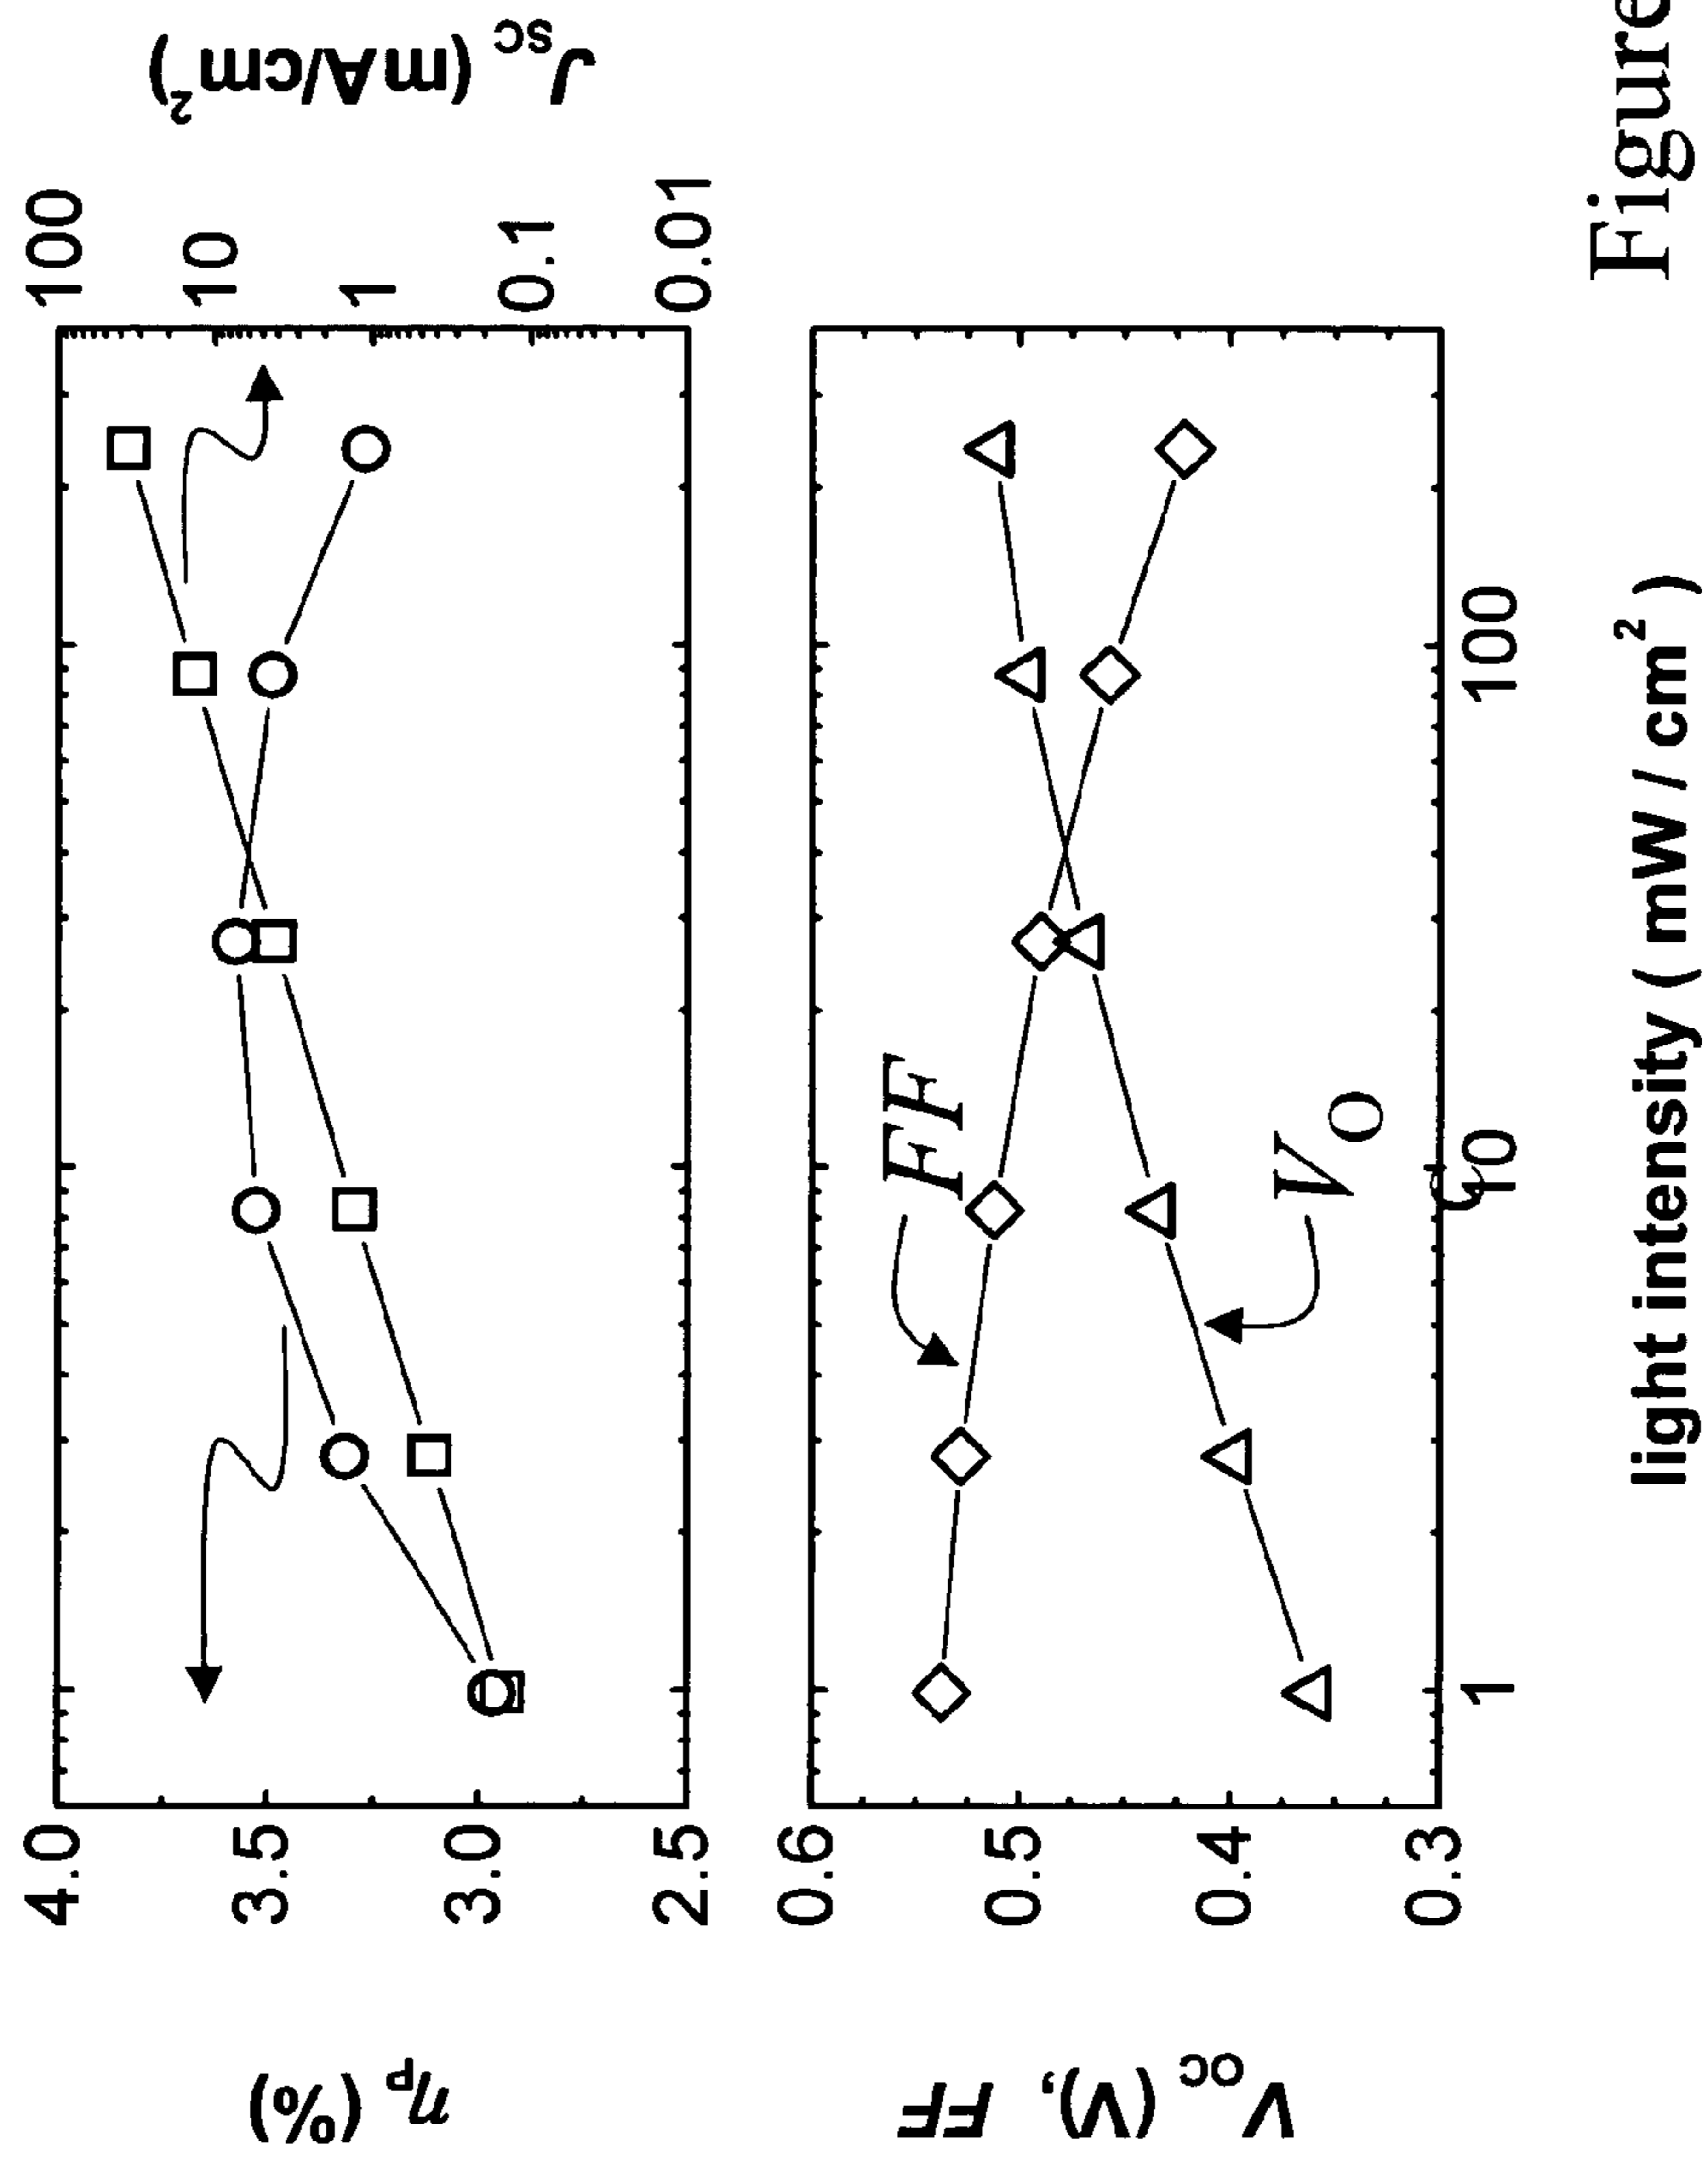 J_SC (mA/cm²)
100
10
1
0.1
0.01
4.0
3.5
3.0
2.5
η_P (%)
FF
V_O
C
0.6
0.5
0.4
0.3
V_OC (V), FF
1
10
100
light intensity ( mW / cm² )
Figure